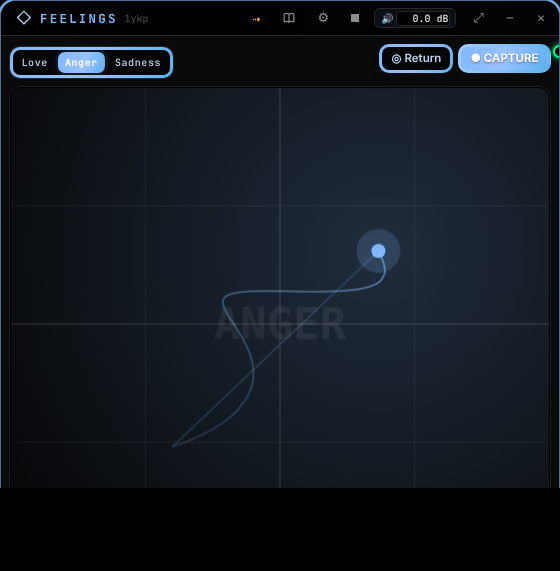 FEELINGS 1ykp
0.0 dB
Love Anger Sadness
Return
CAPTURE
ANGER